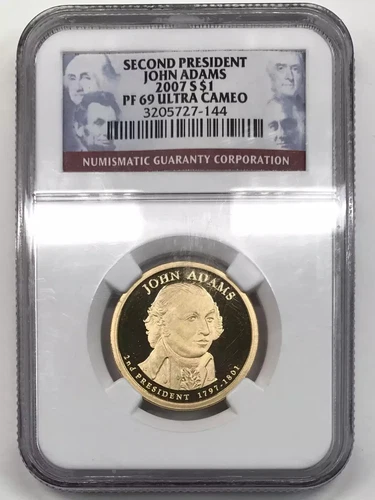 SECOND PRESIDENT
JOHN ADAMS
2007 S $1
PF 69 ULTRA CAMEO
3205727-144
NUMISMATIC GUARANTY CORPORATION
JOHN ADAMS
2nd PRESIDENT 1797-1801